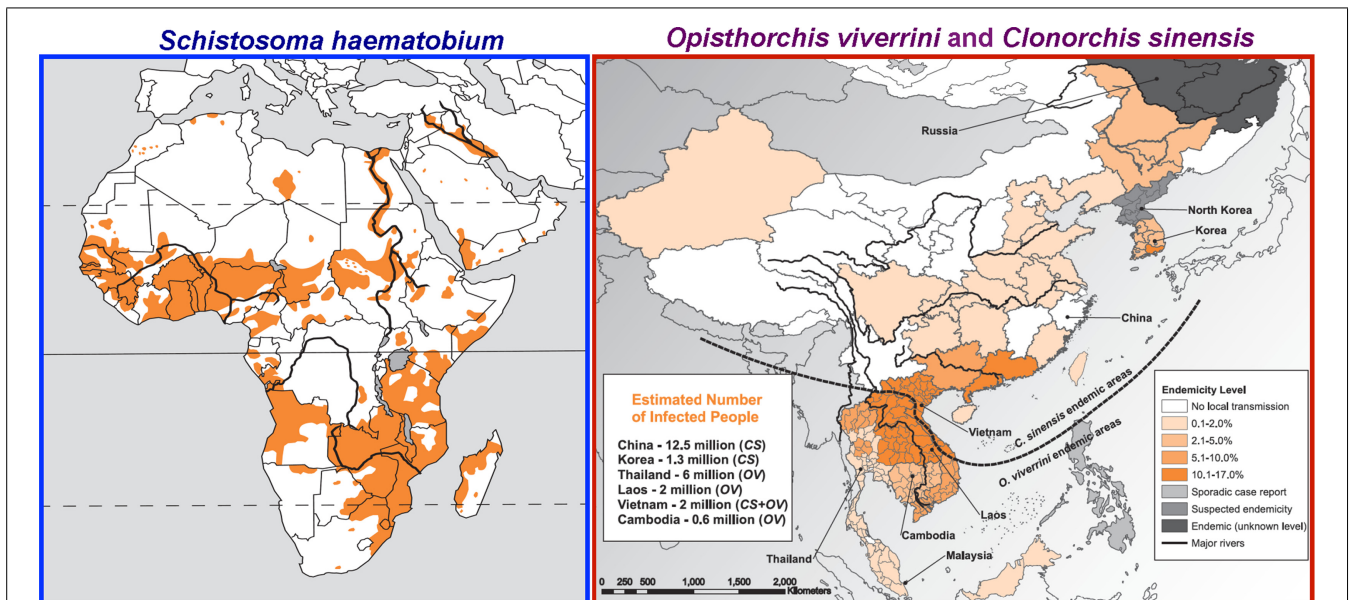 Schistosoma haematobium
Opisthorchis viverrini and Clonorchis sinensis
Russia
North Korea
Korea
China
Estimated Number
of Infected People
China - 12.5 million (CS)
Korea - 1.3 million (CS)
Thailand - 6 million (OV)
Laos - 2 million (OV)
Vietnam - 2 million (CS+OV)
Cambodia - 0.6 million (OV)
C. sinensis endemic areas
O. viverrini endemic areas
Vietnam
Laos
Cambodia
Thailand
Malaysia
Endemicity Level
No local transmission
0.1-2.0%
2.1-5.0%
5.1-10.0%
10.1-17.0%
Sporadic case report
Suspected endemicity
Endemic (unknown level)
Major rivers
0 250 500 1,000 1,500 2,000
Kilometers